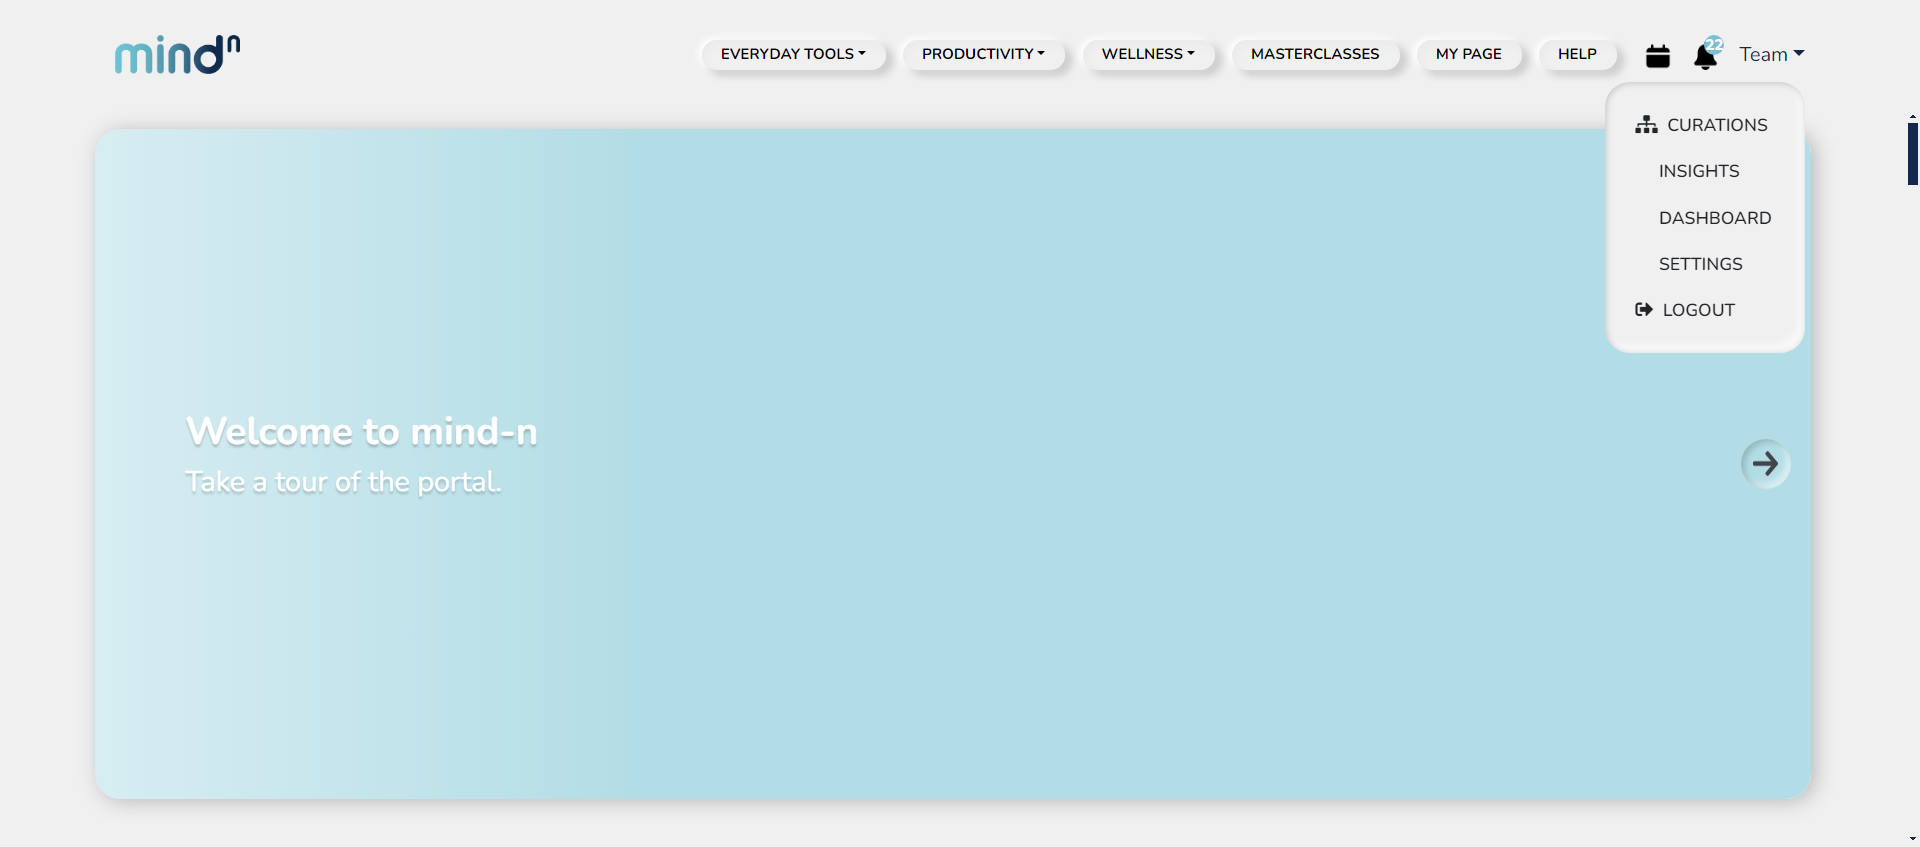 mind n
EVERYDAY TOOLS
PRODUCTIVITY
WELLNESS
MASTERCLASSES
MY PAGE
HELP
22
Team
CURATIONS
INSIGHTS
DASHBOARD
SETTINGS
LOGOUT
Welcome to mind-n
Take a tour of the portal.